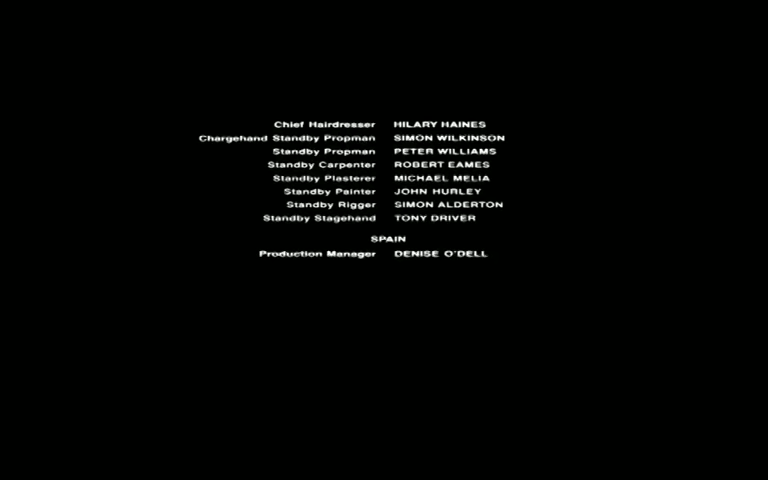 Chief Hairdresser HILARY HAINES
Chargehand Standby Propman SIMON WILKINSON
Standby Propman PETER WILLIAMS
Standby Carpenter ROBERT EAMES
Standby Plasterer MICHAEL MELIA
Standby Painter JOHN HURLEY
Standby Rigger SIMON ALDERTON
Standby Stagehand TONY DRIVER
SPAIN
Production Manager DENISE O'DELL